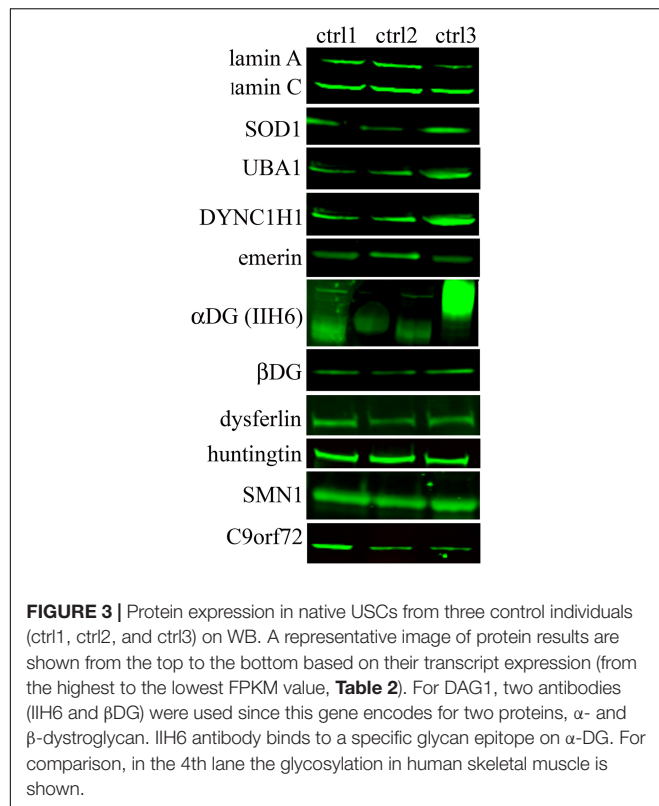 ctrl1 ctrl2 ctrl3
lamin A
lamin C
SOD1
UBA1
DYNC1H1
emerin
αDG (IIH6)
βDG
dysferlin
huntingtin
SMN1
C9orf72
FIGURE 3 | Protein expression in native USCs from three control individuals
(ctrl1, ctrl2, and ctrl3) on WB. A representative image of protein results are
shown from the top to the bottom based on their transcript expression (from
the highest to the lowest FPKM value, Table 2). For DAG1, two antibodies
(IIH6 and βDG) were used since this gene encodes for two proteins, α- and
β-dystroglycan. IIH6 antibody binds to a specific glycan epitope on α-DG. For
comparison, in the 4th lane the glycosylation in human skeletal muscle is
shown.